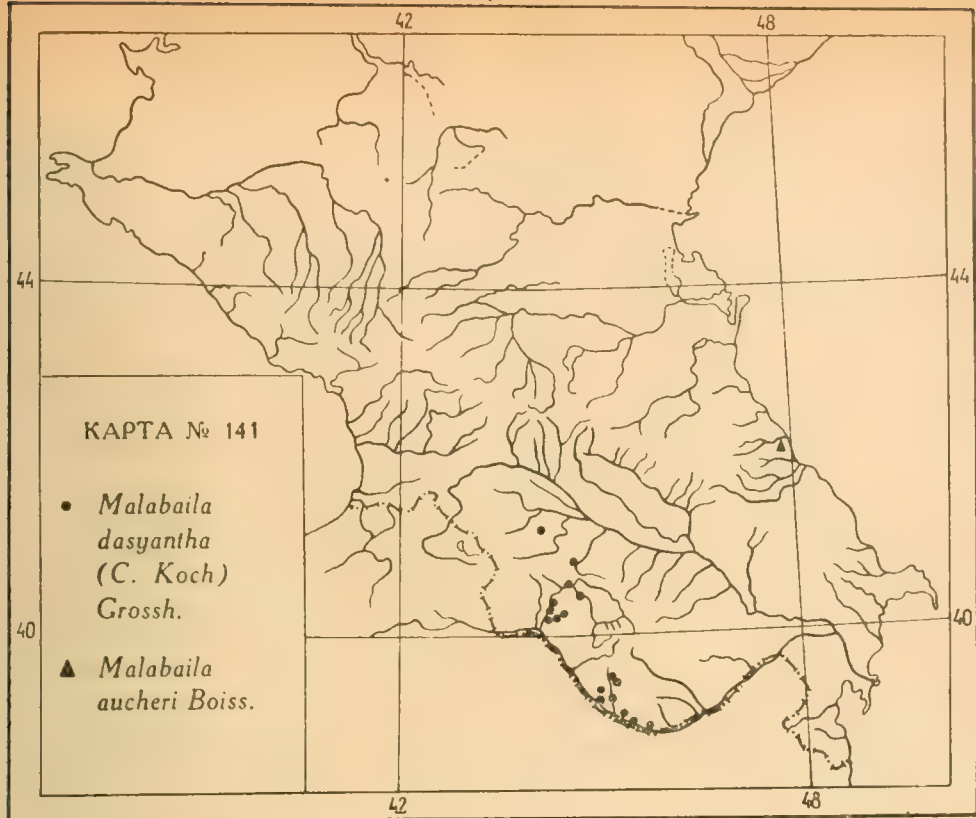 42 48
44 44
КАРТА № 141
• Malabaila
dasyantha
(C. Koch)
Grossh.
40 40
▲ Malabaila
aucheri Boiss.
42 48